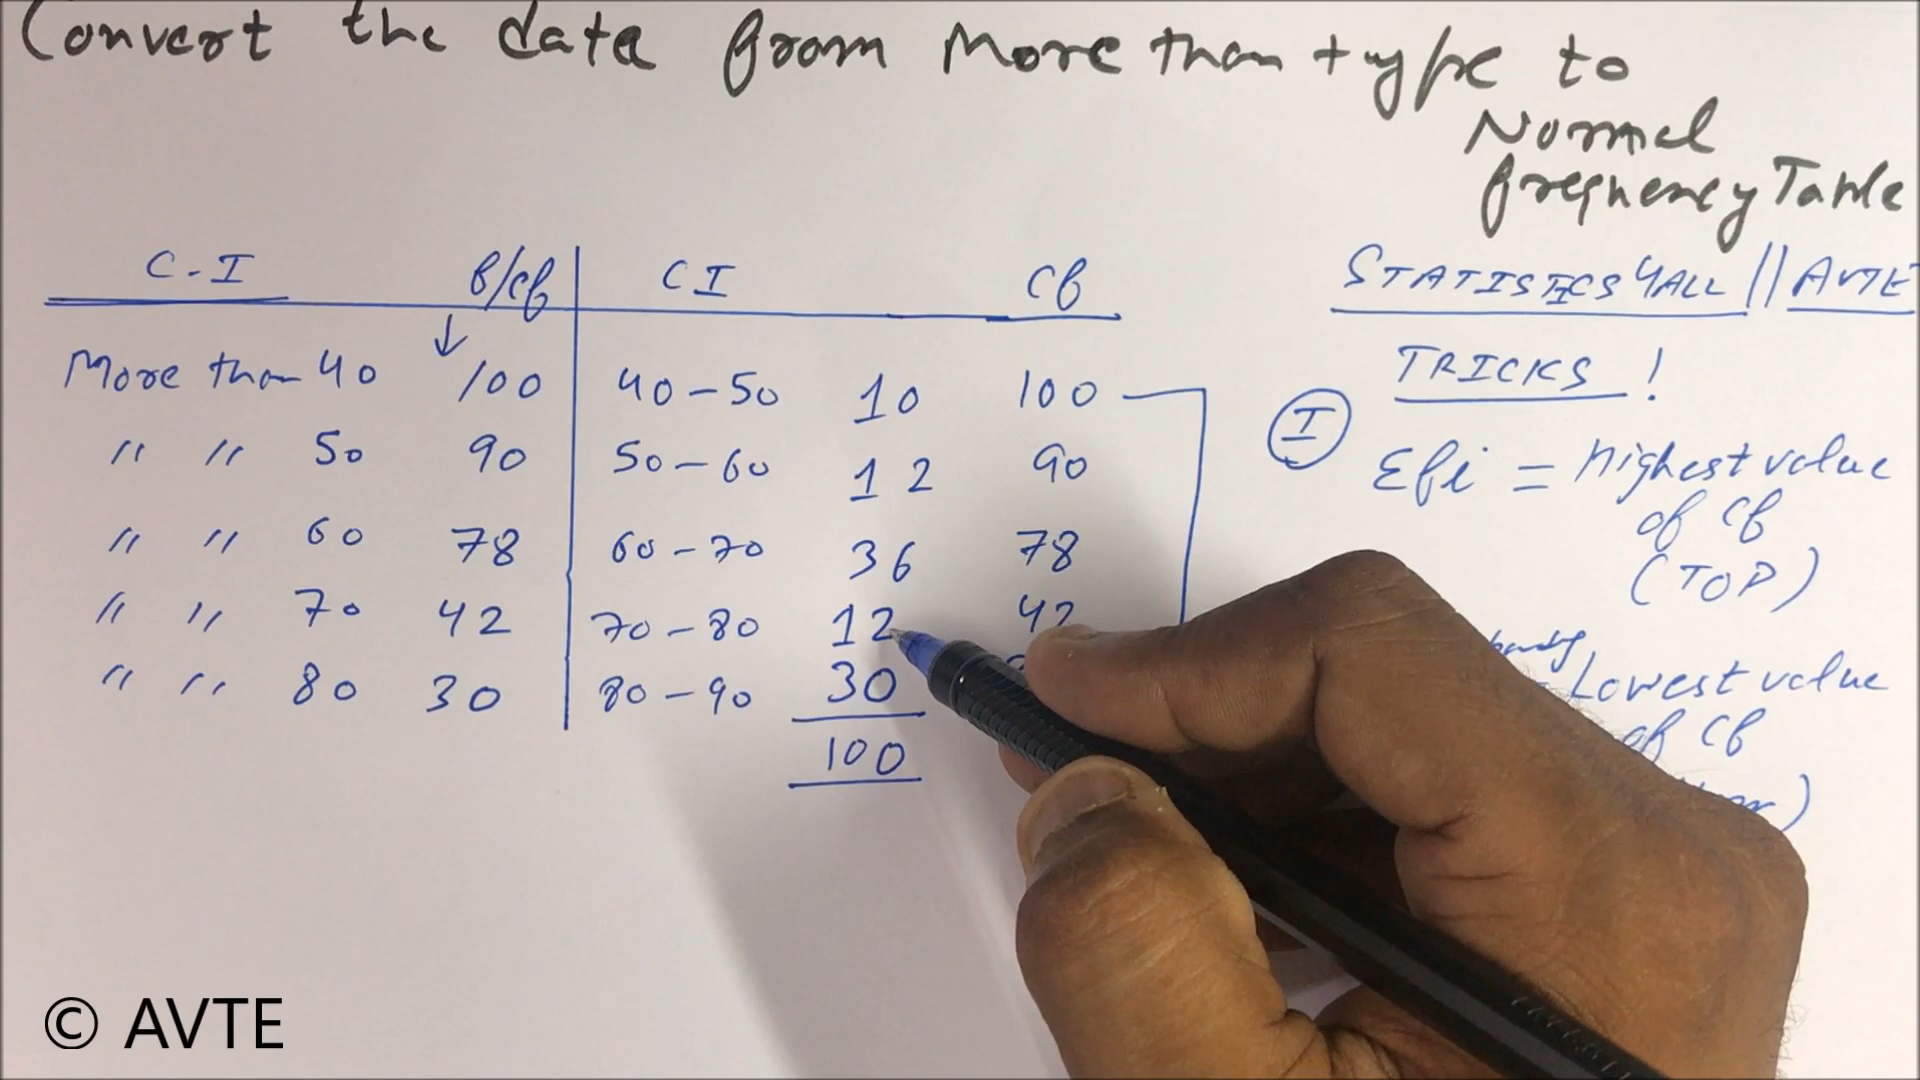 Convert the data from More than type to
Normal
frequency Table
C-I f/cf CI cf
More than 40 ↓ 100 40-50 10 100
" " 50 90 50-60 12 90
" " 60 78 60-70 36 78
" " 70 42 70-80 12 42
" " 80 30 80-90 30
100
STATISTICS4ALL || AVTE
TRICKS !
I Σfi = highest value
of cf
(TOP)
= Lowest value
of cf
© AVTE